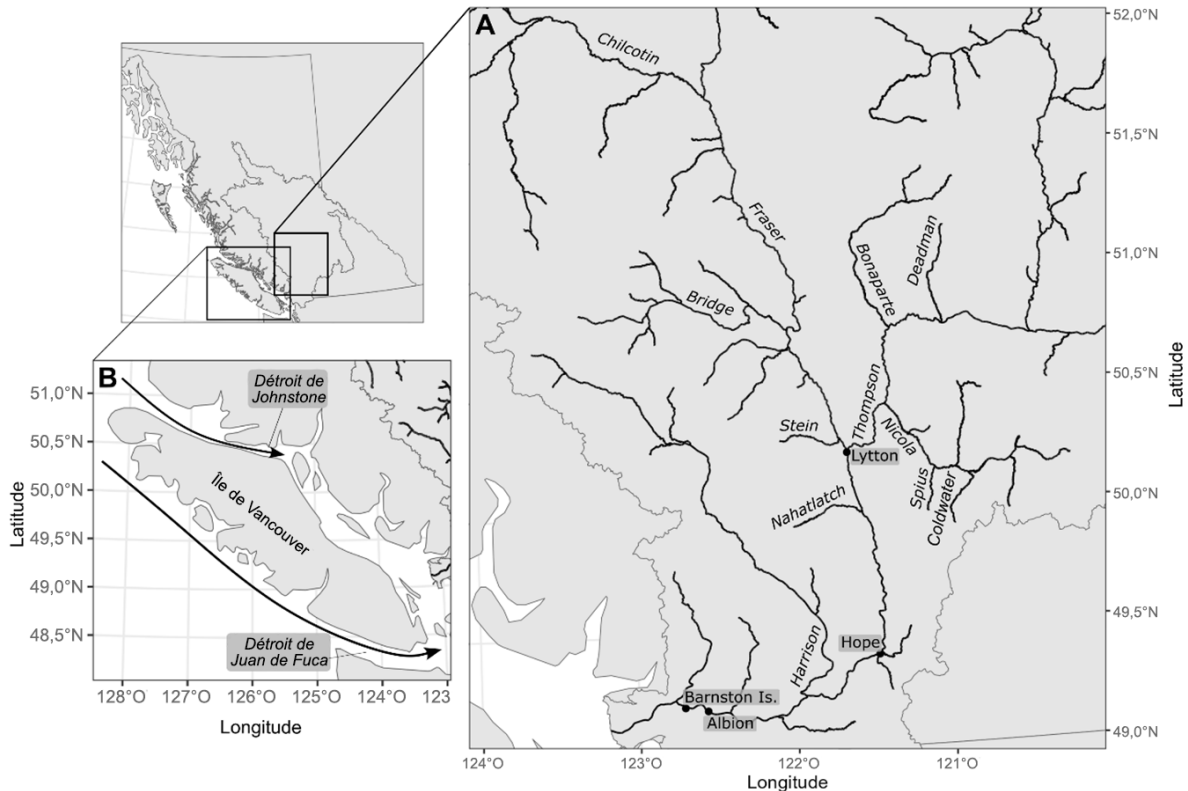 A
Chilcotin
Fraser
Bonaparte
Deadman
Bridge
Thompson
Stein
Nicola
Lytton
Spius
Coldwater
Nahatlatch
Harrison
Hope
Barnston Is.
Albion
52,0°N
51,5°N
51,0°N
50,5°N
50,0°N
49,5°N
49,0°N
Latitude
124°O
123°O
122°O
121°O
Longitude
B
Détroit de
Johnstone
Île de Vancouver
Détroit de
Juan de Fuca
51,0°N
50,5°N
50,0°N
49,5°N
49,0°N
48,5°N
Latitude
128°O
127°O
126°O
125°O
124°O
123
Longitude